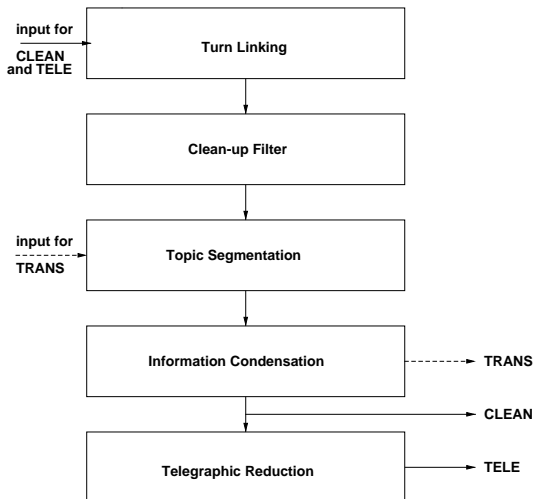 input for
CLEAN
and TELE
Turn Linking
Clean-up Filter
input for
TRANS
Topic Segmentation
Information Condensation
TRANS
CLEAN
Telegraphic Reduction
TELE